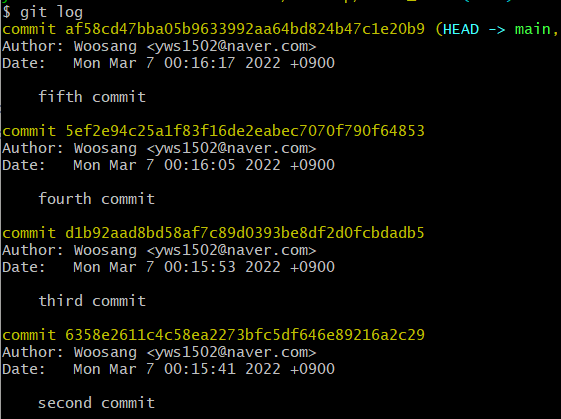 $ git log
commit af58cd47bba05b9633992aa64bd824b47c1e20b9 (HEAD -> main,
Author: Woosang <yws1502@naver.com>
Date:   Mon Mar 7 00:16:17 2022 +0900
fifth commit
commit 5ef2e94c25a1f83f16de2eabec7070f790f64853
Author: Woosang <yws1502@naver.com>
Date:   Mon Mar 7 00:16:05 2022 +0900
fourth commit
commit d1b92aad8bd58af7c89d0393be8df2d0fcbdadb5
Author: Woosang <yws1502@naver.com>
Date:   Mon Mar 7 00:15:53 2022 +0900
third commit
commit 6358e2611c4c58ea2273bfc5df646e89216a2c29
Author: Woosang <yws1502@naver.com>
Date:   Mon Mar 7 00:15:41 2022 +0900
second commit